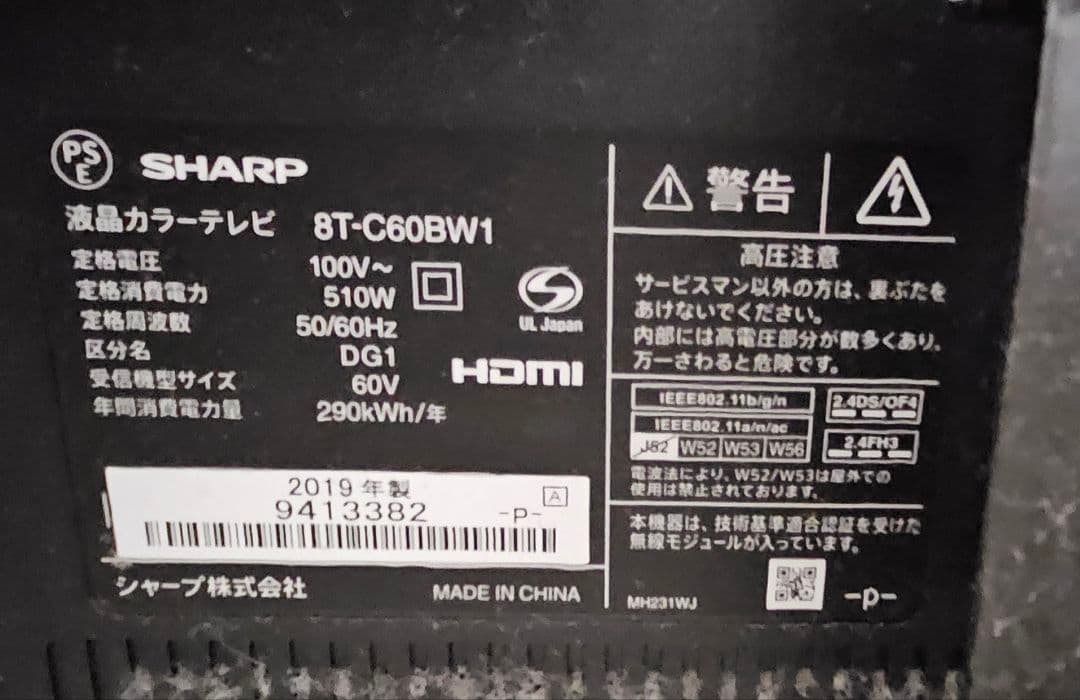 PS
E
SHARP
液晶カラーテレビ 8T-C60BW1
定格電圧 100V～
定格消費電力 510W
定格周波数 50/60Hz
区分名 DG1
受信機型サイズ 60V
年間消費電力量 290kWh/年
UL Japan
HDMI
2019 年製
A
9413382 -P-
シャープ株式会社 MADE IN CHINA
警告
高圧注意
サービスマン以外の方は、裏ぶたを
あけないでください。
内部には高電圧部分が数多くあり、
万一さわると危険です。
IEEE802.11b/g/n 2.4DS/OF4
IEEE802.11a/n/ac
J52 W52 W53 W56 2.4FH3
電波法により、W52/W53は屋外での
使用は禁止されております。
本機器は、技術基準適合認証を受けた
無線モジュールが入っています。
MH231WJ -P-